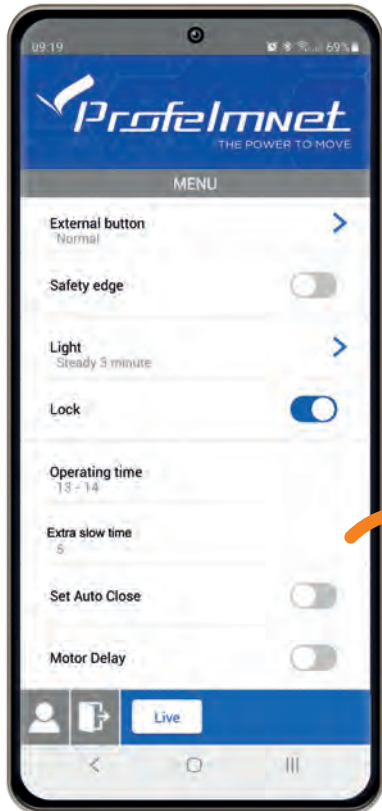 09:19
69%
Profelmnet
THE POWER TO MOVE
MENU
External button
Normal
Safety edge
Light
Steady 3 minute
Lock
Operating time
13 - 14
Extra slow time
5
Set Auto Close
Motor Delay
Live